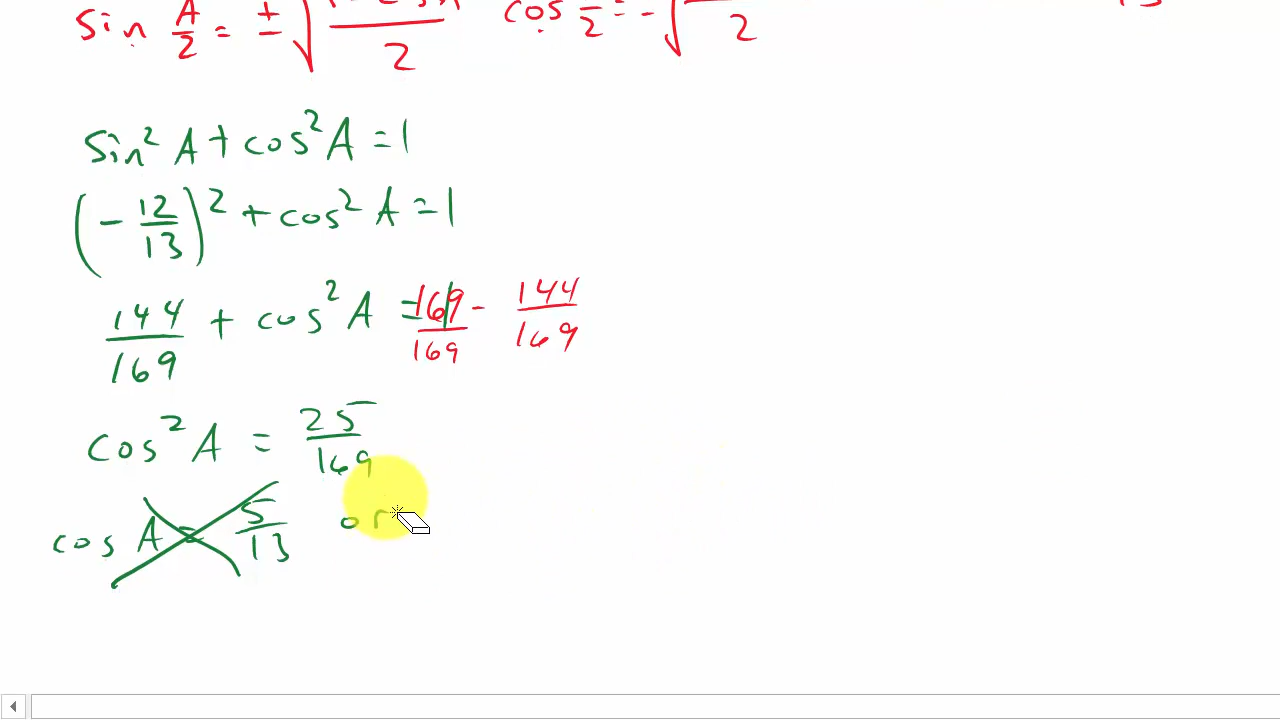 sin A/2 = ± √ 2 cos A/2 = - √ 2 13
sin² A + cos² A = 1
(- 12/13)² + cos² A = 1
144/169 + cos² A = 169/169 - 144/169
cos² A = 25/169
cos A = 5/13 or